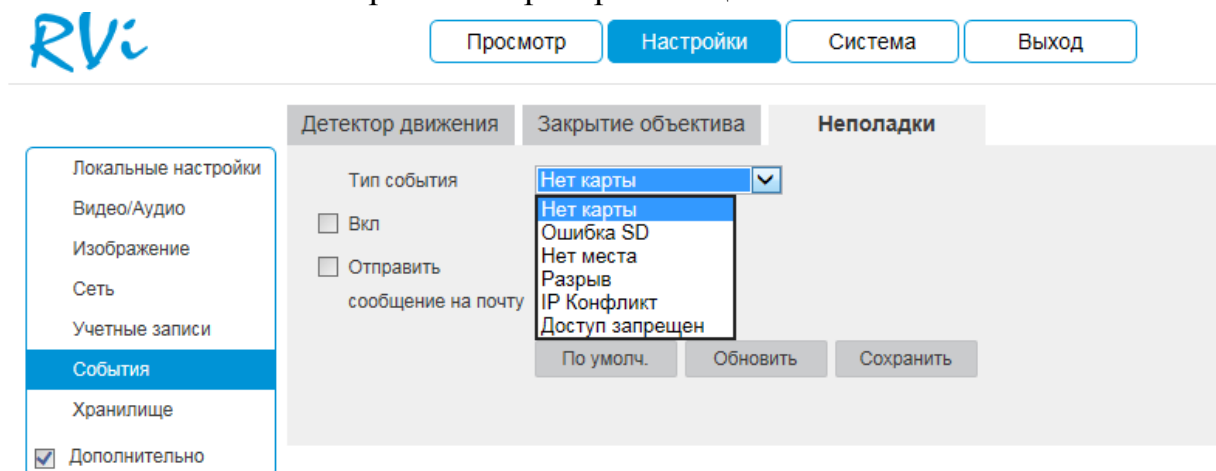 RVi
Просмотр Настройки Система Выход
Детектор движения Закрытие объектива Неполадки
Локальные настройки
Видео/Аудио
Изображение
Сеть
Учетные записи
События
Хранилище
Дополнительно
Тип события Нет карты
Вкл
Отправить
сообщение на почту
Нет карты
Ошибка SD
Нет места
Разрыв
IP Конфликт
Доступ запрещен
По умолч. Обновить Сохранить